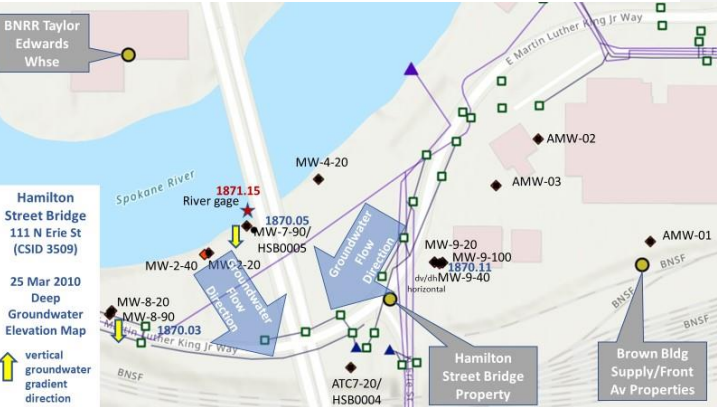 BNRR Taylor
Edwards
Whse
E Martin Luther King Jr Way
AMW-02
AMW-03
MW-4-20
Spokane River
1871.15
River gage
1870.05
MW-7-90/
HSB0005
MW-2-40
MW-2-20
Groundwater
Flow
Direction
Groundwater
Flow
Direction
MW-9-20
MW-9-100
1870.11
dv/dh
MW-9-40
horizontal
AMW-01
BNSF
BNSF
BNSF
Hamilton
Street Bridge
111 N Erie St
(CSID 3509)
25 Mar 2010
Deep
Groundwater
Elevation Map
vertical
groundwater
gradient
direction
MW-8-20
MW-8-90
1870.03
Martin Luther King Jr Way
BNSF
ATC7-20/
HSB0004
Hamilton
Street Bridge
Property
Brown Bldg
Supply/Front
Av Properties